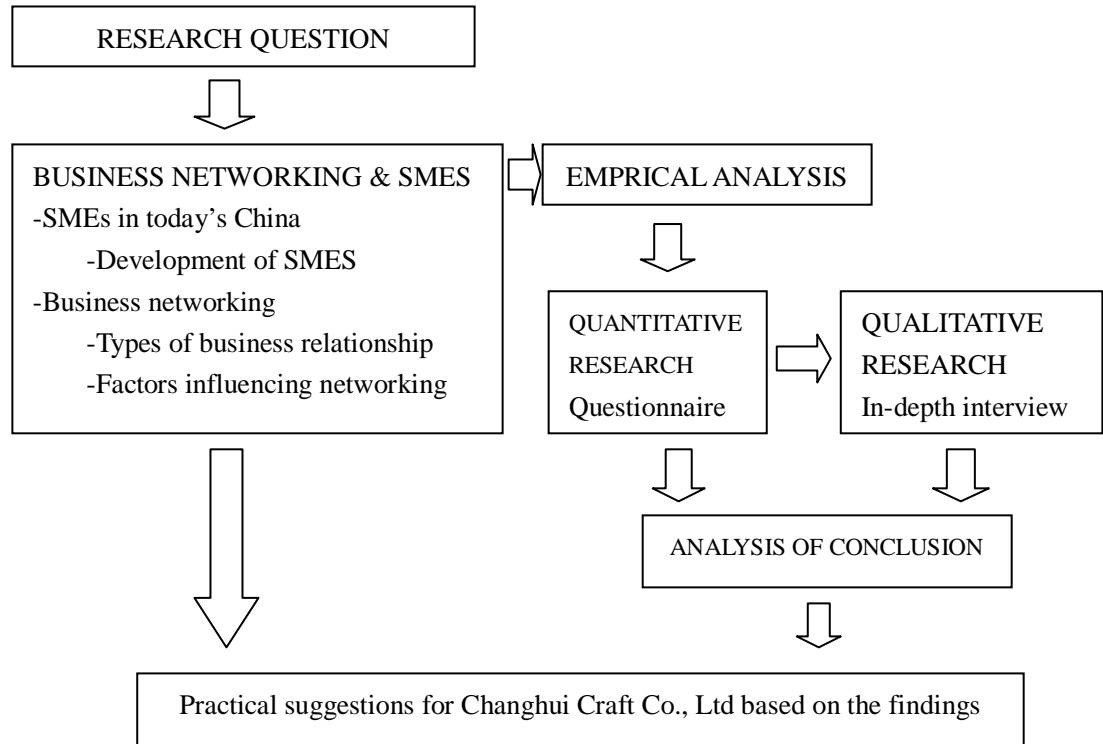 RESEARCH QUESTION
BUSINESS NETWORKING & SMES
-SMEs in today’s China
-Development of SMES
-Business networking
-Types of business relationship
-Factors influencing networking
EMPRICAL ANALYSIS
QUANTITATIVE
RESEARCH
Questionnaire
QUALITATIVE
RESEARCH
In-depth interview
ANALYSIS OF CONCLUSION
Practical suggestions for Changhui Craft Co., Ltd based on the findings